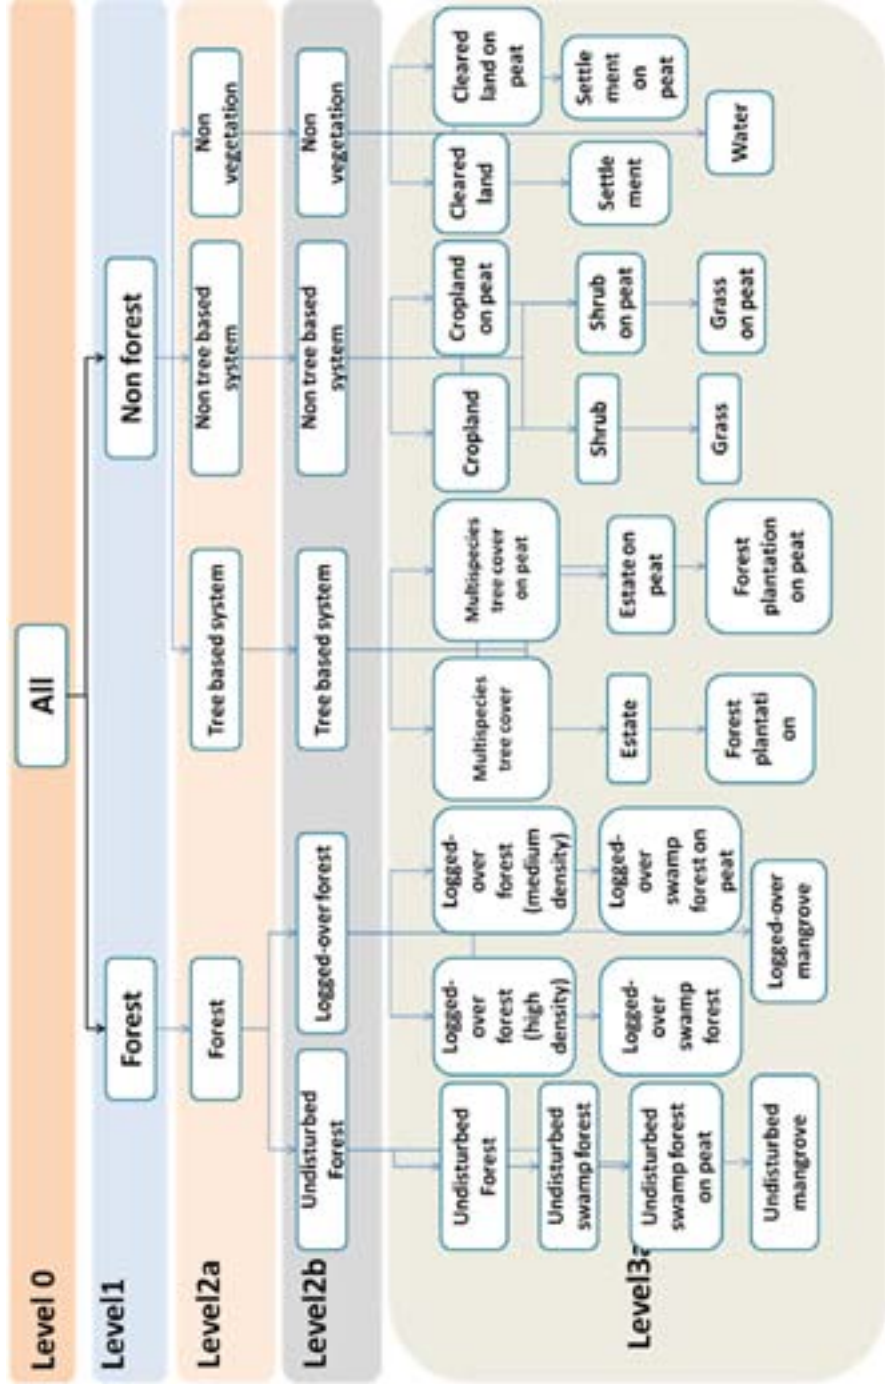 Level 0
All
Level1
Forest
Non forest
Level2a
Forest
Tree based system
Non tree based
system
Non
vegetation
Level2b
Undisturbed
Forest
Logged-over forest
Tree based system
Non tree based
system
Non
vegetation
Level3a
Undisturbed
Forest
Undisturbed
swamp forest
Undisturbed
swamp forest
on peat
Undisturbed
mangrove
Logged-
over
forest
(high
density)
Logged-
over
swamp
forest
Logged-
over
forest
(medium
density)
Logged-
over
swamp
forest on
peat
Logged-over
mangrove
Multispecies
tree cover
Estate
Forest
plantati
on
Multispecies
tree cover
on peat
Estate on
peat
Forest
plantation
on peat
Cropland
Shrub
Grass
Cropland
on peat
Shrub
on peat
Grass
on peat
Cleared
land
Settle
ment
Cleared
land on
peat
Settle
ment
on
peat
Water